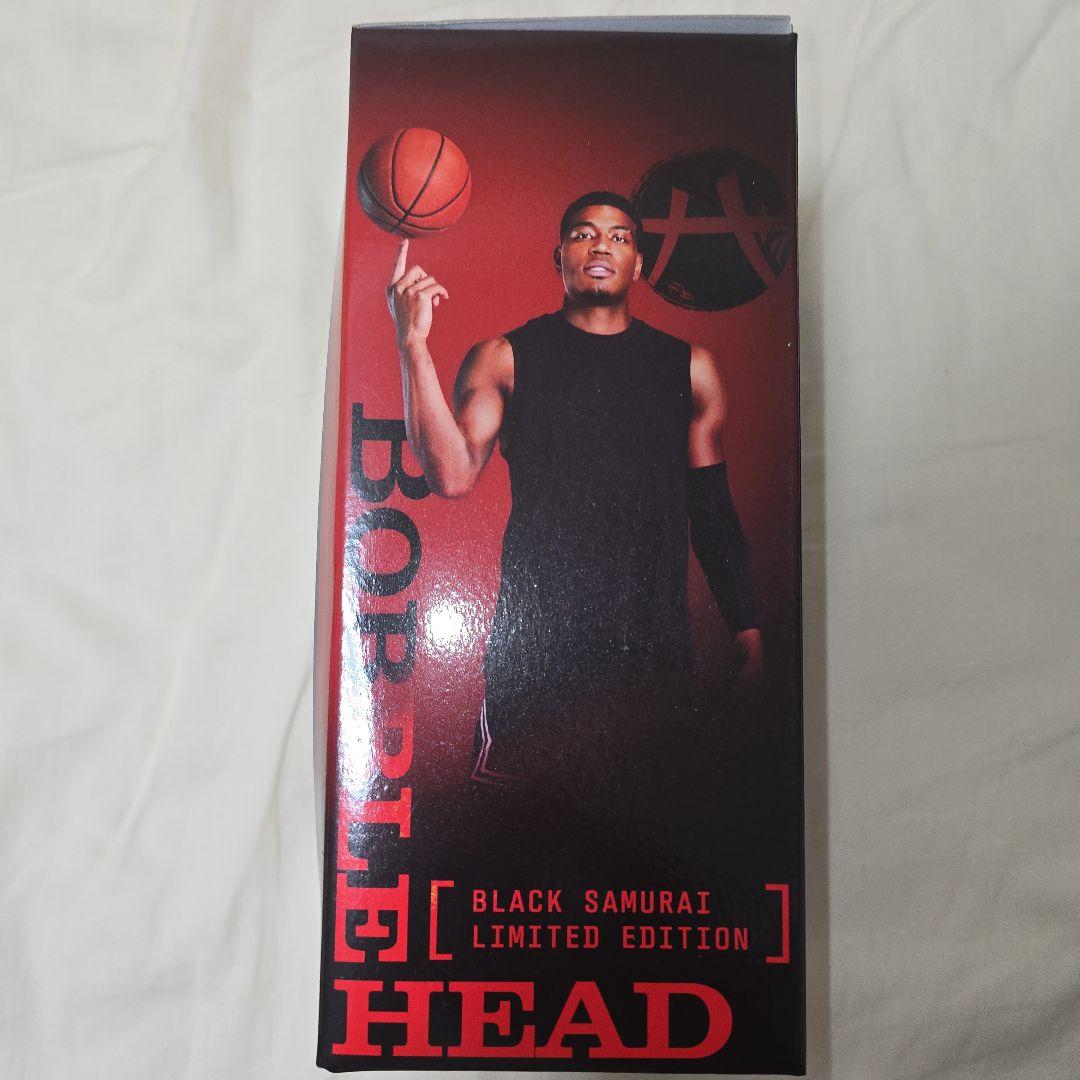 BOBBLE
HEAD
[ BLACK SAMURAI
LIMITED EDITION ]